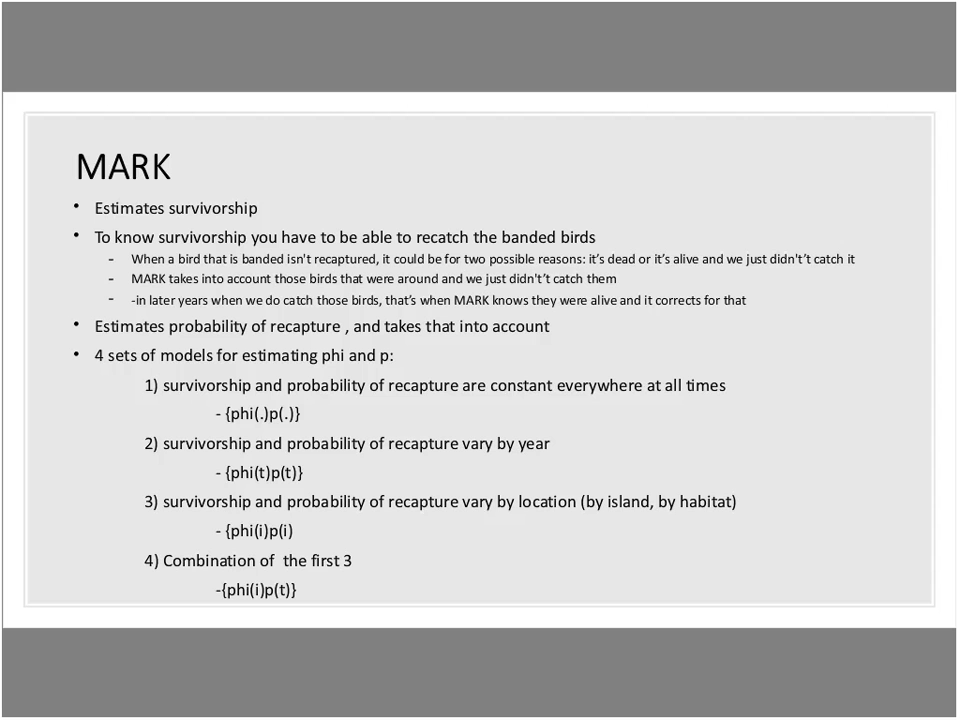 MARK
• Estimates survivorship
• To know survivorship you have to be able to recatch the banded birds
- When a bird that is banded isn't recaptured, it could be for two possible reasons: it’s dead or it’s alive and we just didn't’t catch it
- MARK takes into account those birds that were around and we just didn't’t catch them
- -in later years when we do catch those birds, that’s when MARK knows they were alive and it corrects for that
• Estimates probability of recapture , and takes that into account
• 4 sets of models for estimating phi and p:
1) survivorship and probability of recapture are constant everywhere at all times
- {phi(.)p(.)}
2) survivorship and probability of recapture vary by year
- {phi(t)p(t)}
3) survivorship and probability of recapture vary by location (by island, by habitat)
- {phi(i)p(i)
4) Combination of the first 3
-{phi(i)p(t)}